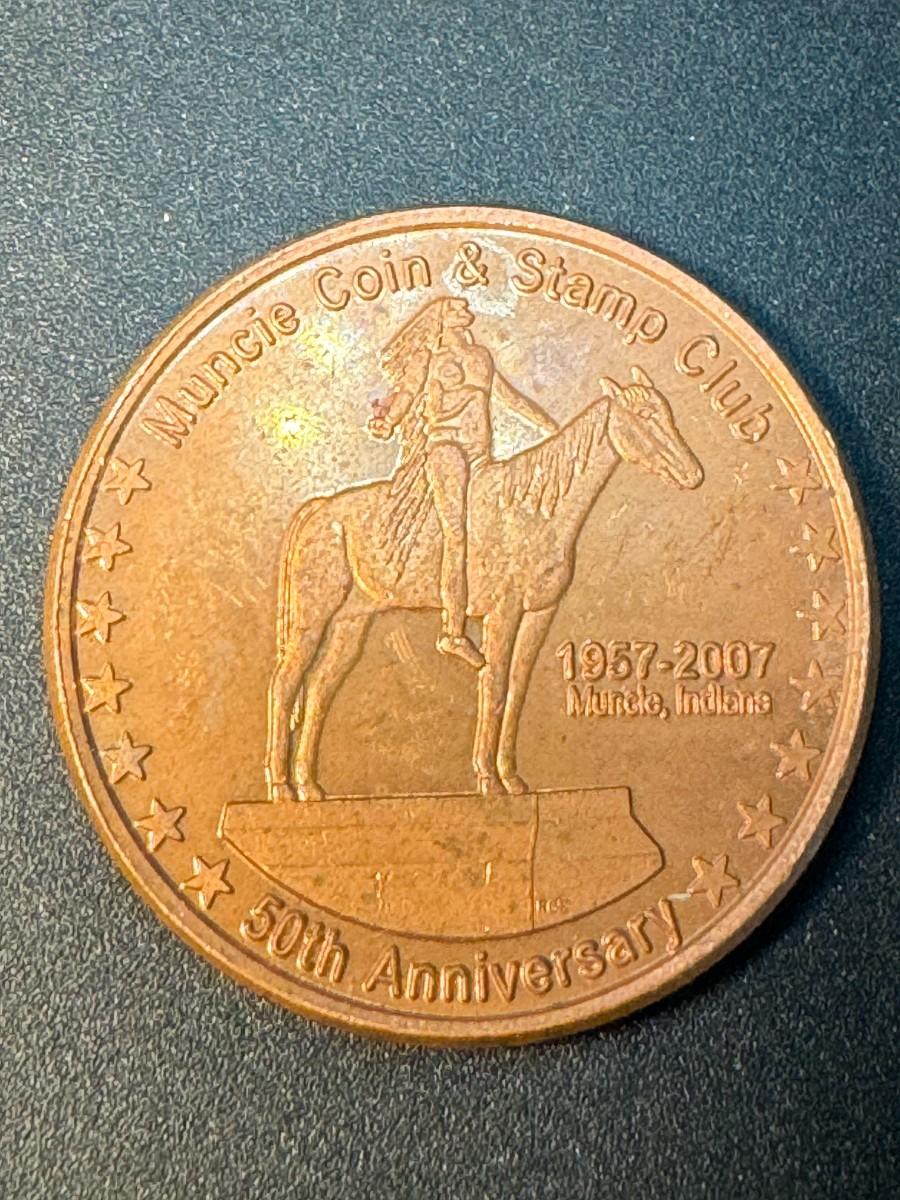 Muncie Coin & Stamp Club
1957-2007
Muncie, Indiana
50th Anniversary